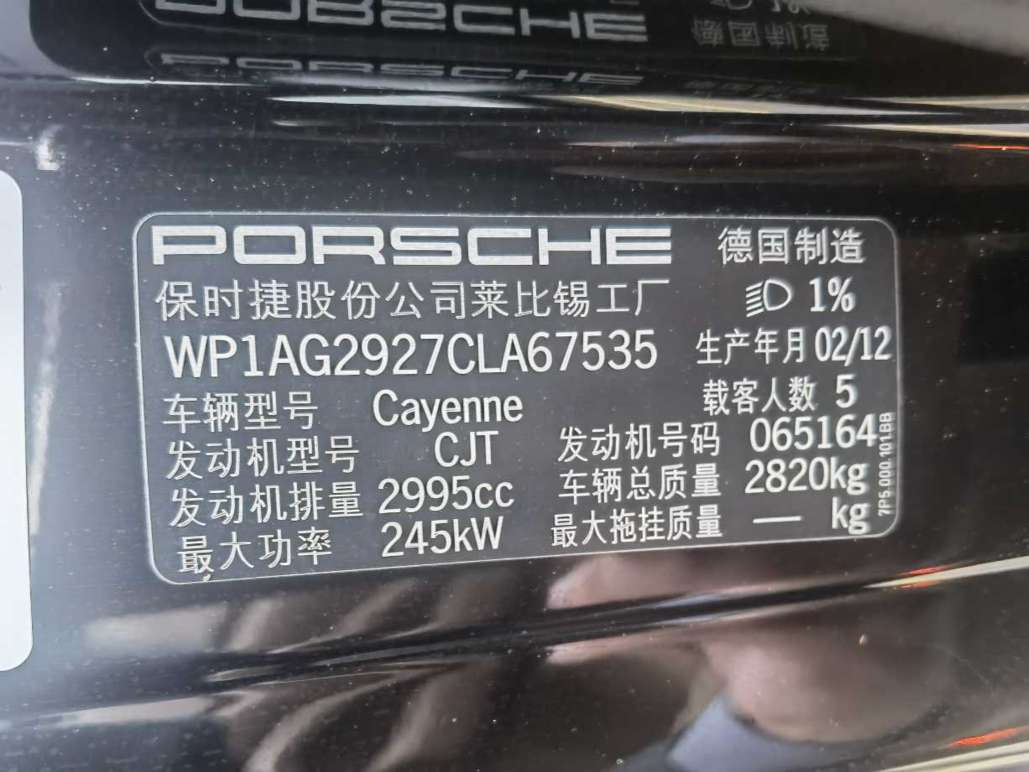 PORSCHE 德国制造
保时捷股份公司莱比锡工厂 1%
WP1AG2927CLA67535 生产年月 02/12
车辆型号 Cayenne 载客人数 5
发动机型号 CJT 发动机号码 065164
发动机排量 2995cc 车辆总质量 2820kg
最大功率 245kW 最大拖挂质量 — kg
7P5.000.101.BB